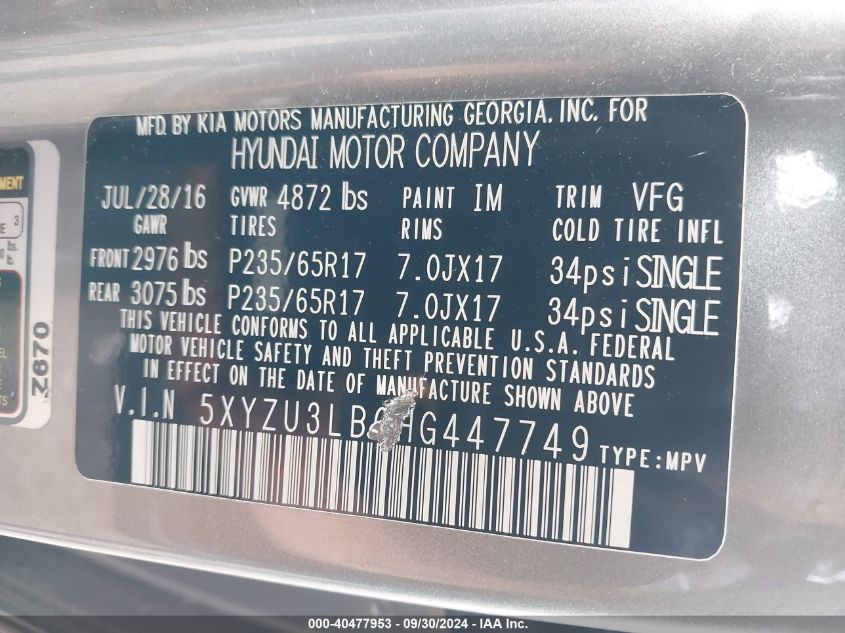 MFD. BY KIA MOTORS MANUFACTURING GEORGIA. INC. FOR
HYUNDAI MOTOR COMPANY
JUL/28/16 GVWR 4872 lbs PAINT IM TRIM VFG
GAWR TIRES RIMS COLD TIRE INFL
FRONT 2976 lbs P235/65R17 7.0JX17 34psi SINGLE
REAR 3075 lbs P235/65R17 7.0JX17 34psi SINGLE
THIS VEHICLE CONFORMS TO ALL APPLICABLE U.S.A. FEDERAL
MOTOR VEHICLE SAFETY AND THEFT PREVENTION STANDARDS
IN EFFECT ON THE DATE OF MANUFACTURE SHOWN ABOVE
V.I.N 5XYZU3LB0HG447749 TYPE:MPV
Z670
3
000-40477953 - 09/30/2024 - IAA, Inc.